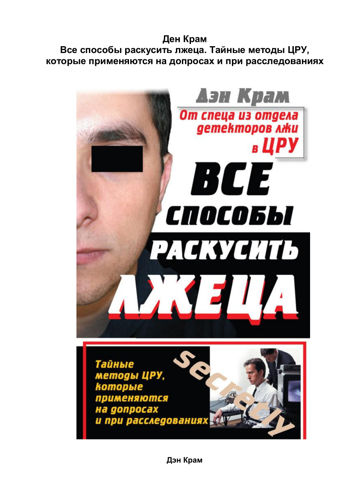 Ден Крам
Все способы раскусить лжеца. Тайные методы ЦРУ,
которые применяются на допросах и при расследованиях
Дэн Крам
От спеца из отдела
детекторов лжи
в ЦРУ
ВСЕ
СПОСОБЫ
РАСКУСИТЬ
ЛЖЕЦА
Тайные
методы ЦРУ,
которые
применяются
на допросах
и при расследованиях
secretly
Дэн Крам